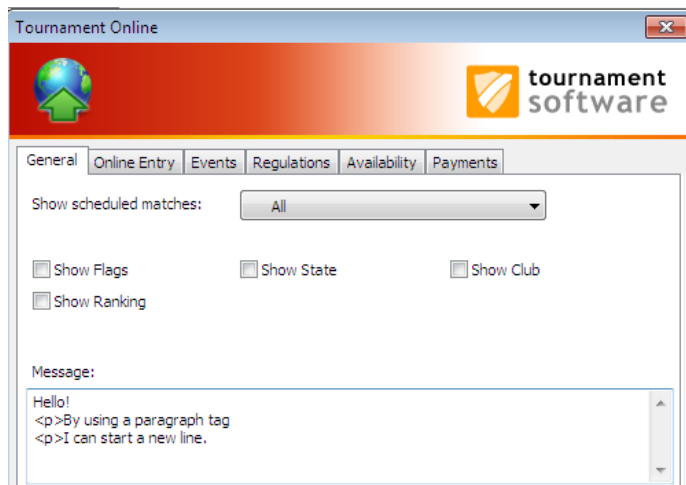 Tournament Online
tournament
software
General Online Entry Events Regulations Availability Payments
Show scheduled matches: All
Show Flags Show State Show Club
Show Ranking
Message:
Hello!
<p>By using a paragraph tag
<p>I can start a new line.